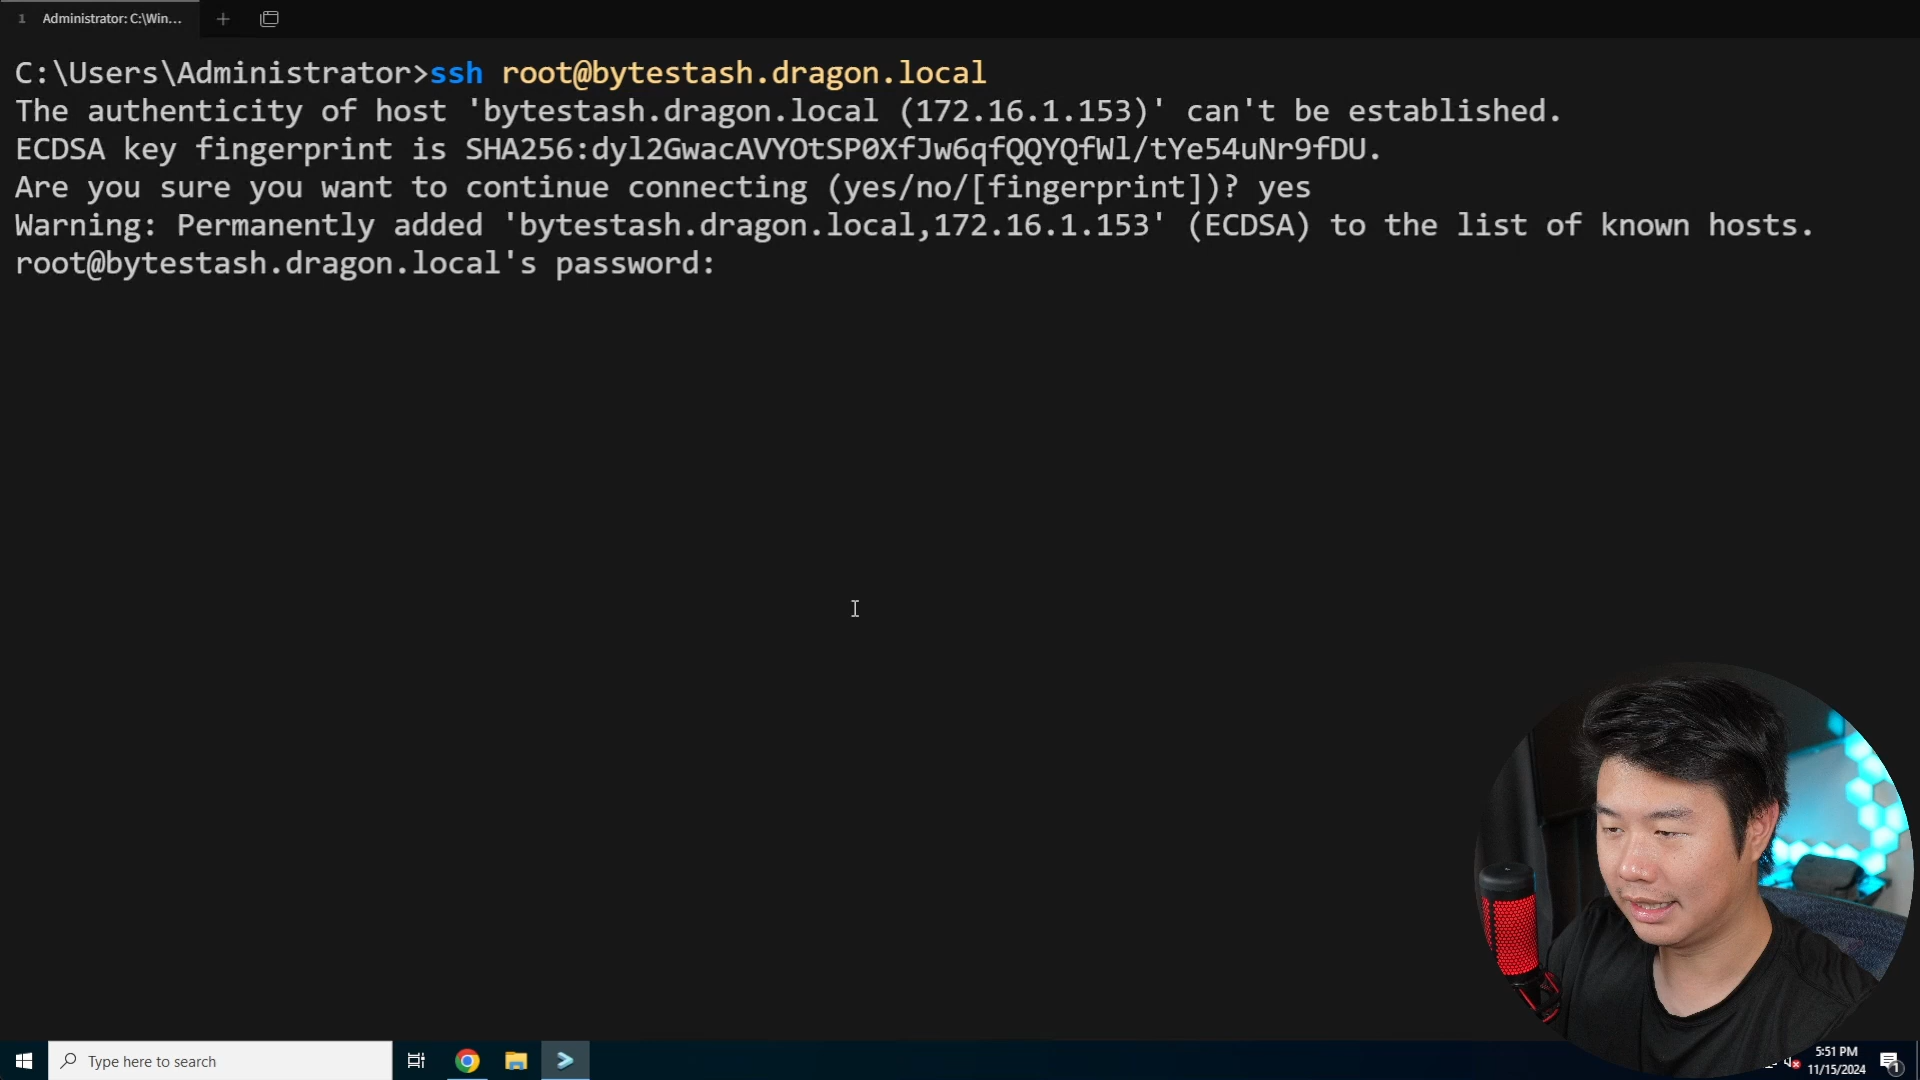 1 Administrator: C:\Win...
C:\Users\Administrator>ssh root@bytestash.dragon.local
The authenticity of host 'bytestash.dragon.local (172.16.1.153)' can't be established.
ECDSA key fingerprint is SHA256:dyl2GwacAVYOtSP0XfJw6qfQQYQfWl/tYe54uNr9fDU.
Are you sure you want to continue connecting (yes/no/[fingerprint])? yes
Warning: Permanently added 'bytestash.dragon.local,172.16.1.153' (ECDSA) to the list of known hosts.
root@bytestash.dragon.local's password:
Type here to search
5:51 PM
11/15/2024
1